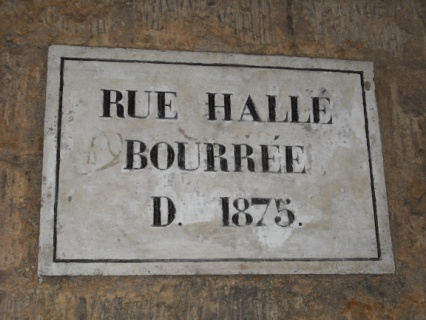 RUE HALLÉ
BOURRÉE
D. 1875.